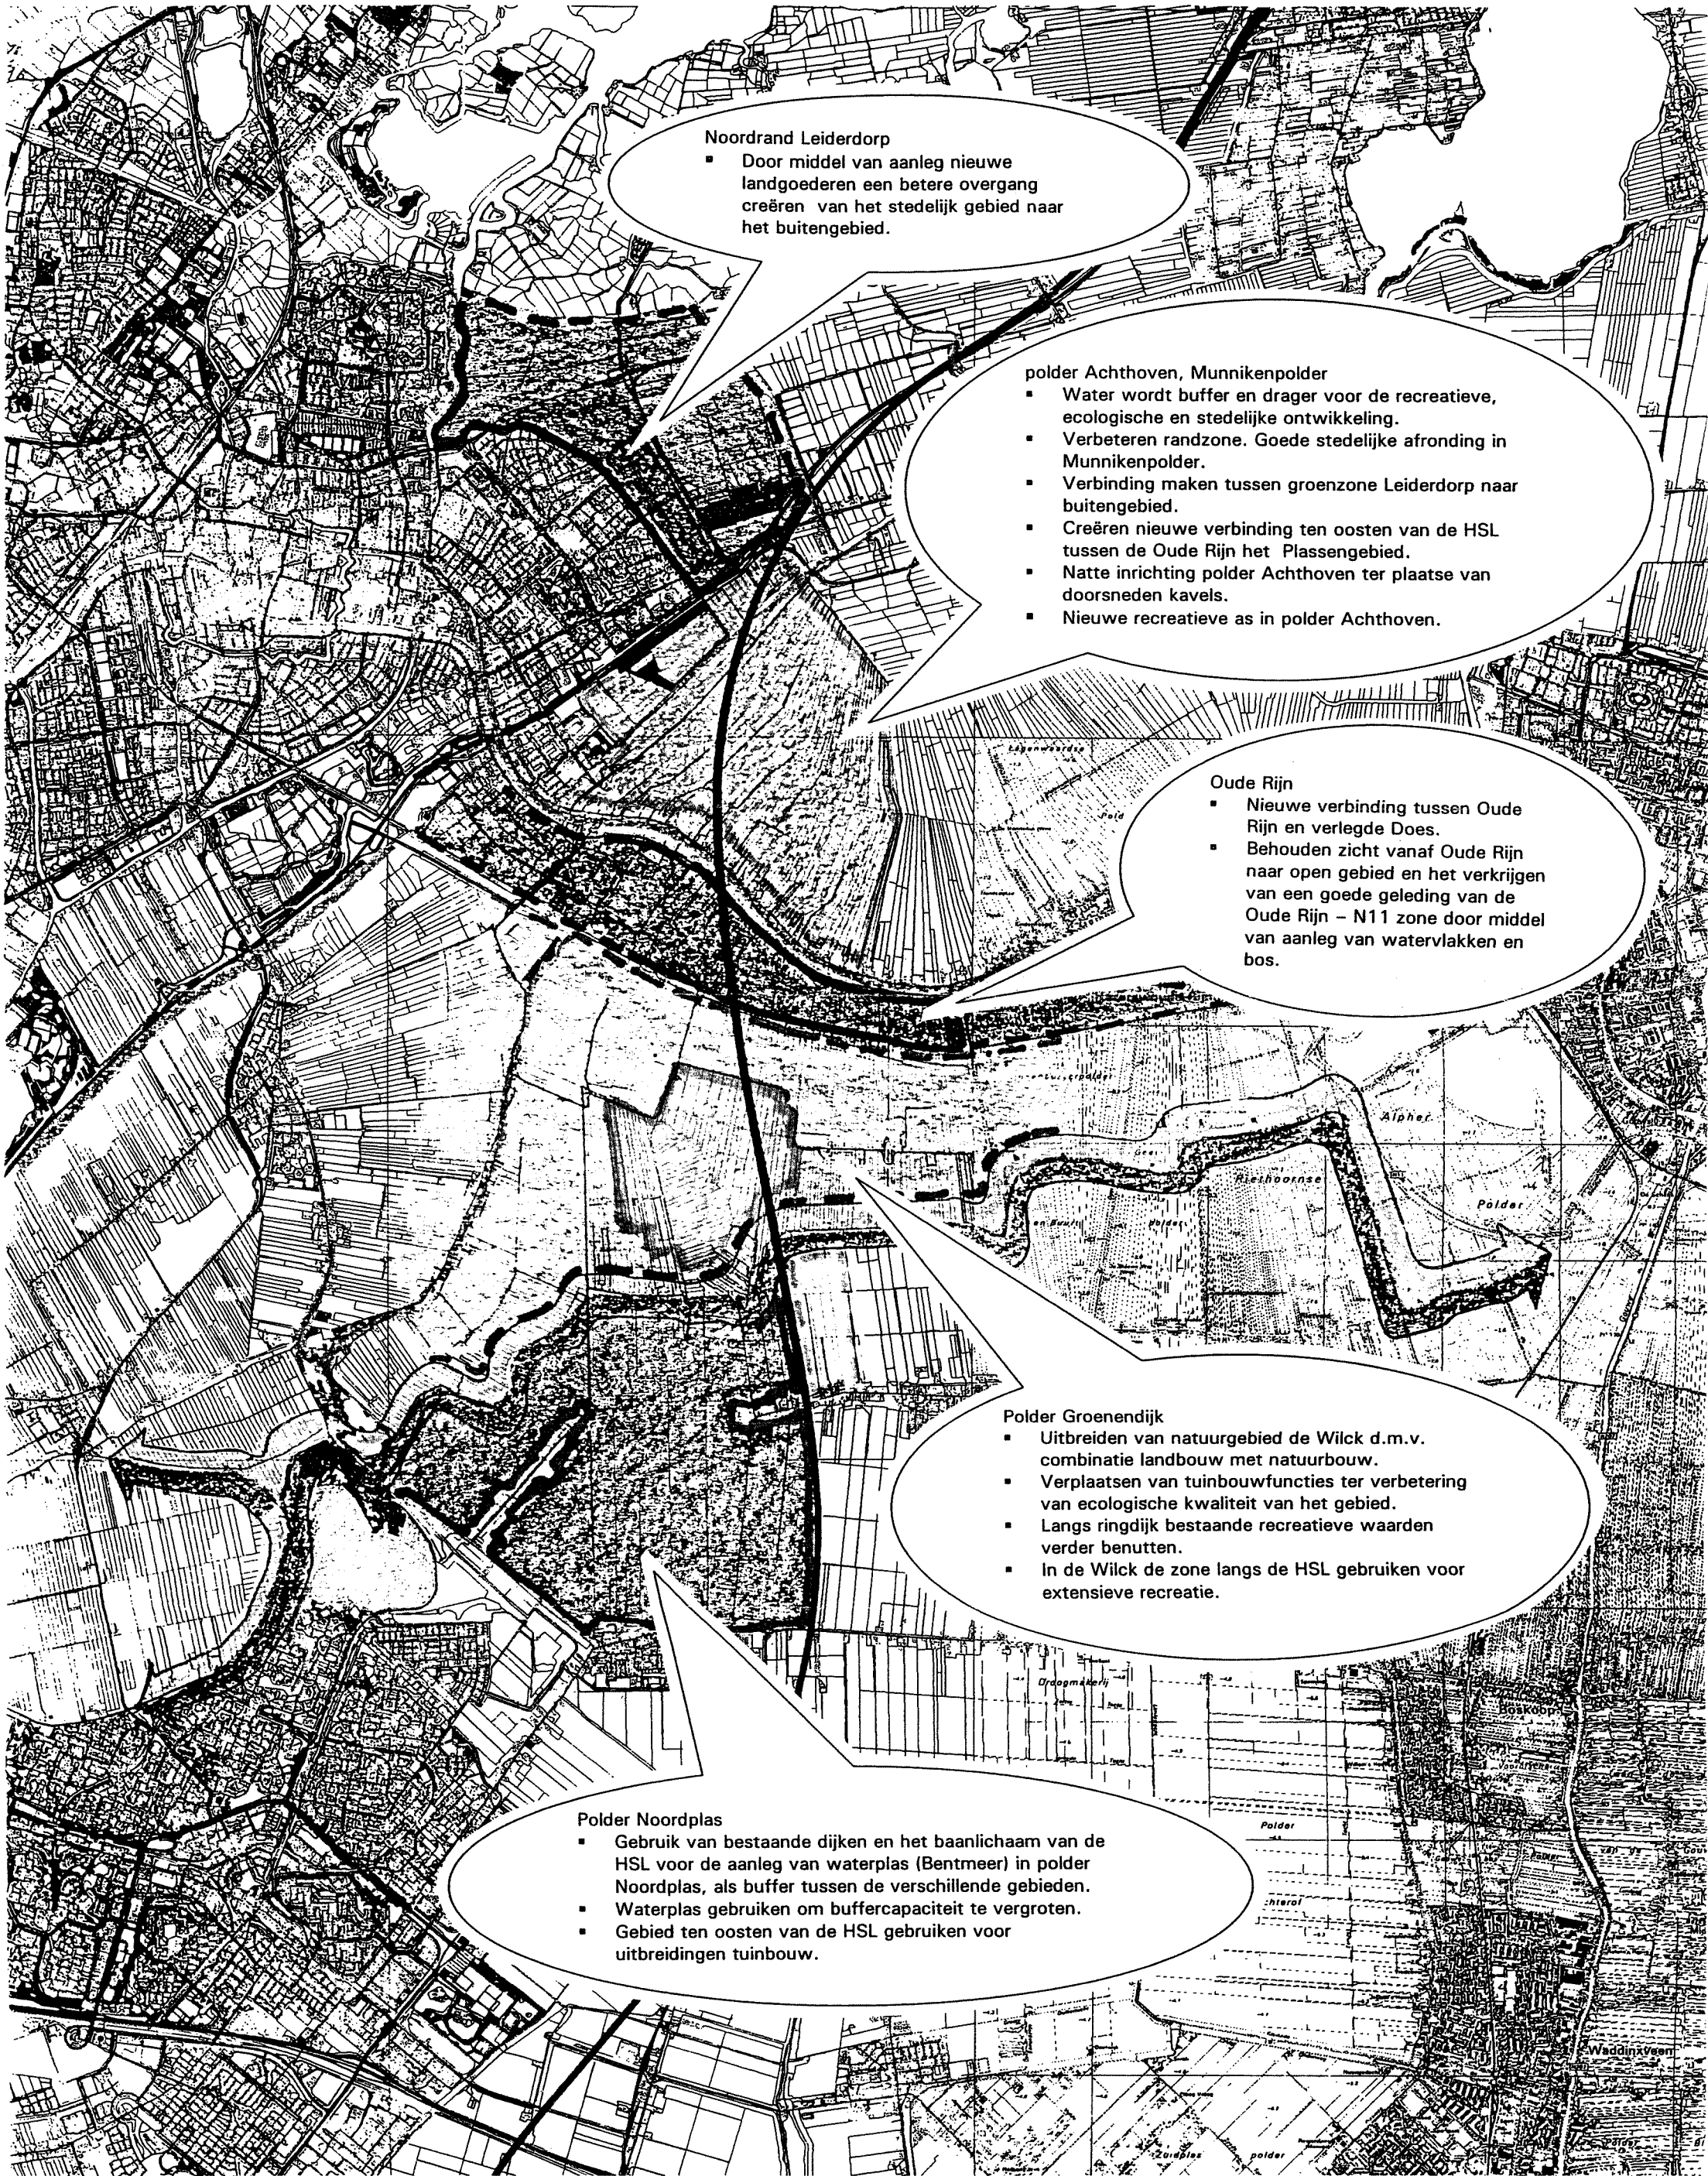 Noordrand Leiderdorp
▪ Door middel van aanleg nieuwe
landgoederen een betere overgang
creëren van het stedelijk gebied naar
het buitengebied.
polder Achthoven, Munnikenpolder
▪ Water wordt buffer en drager voor de recreatieve,
ecologische en stedelijke ontwikkeling.
▪ Verbeteren randzone. Goede stedelijke afronding in
Munnikenpolder.
▪ Verbinding maken tussen groenzone Leiderdorp naar
buitengebied.
▪ Creëren nieuwe verbinding ten oosten van de HSL
tussen de Oude Rijn het Plassengebied.
▪ Natte inrichting polder Achthoven ter plaatse van
doorsneden kavels.
▪ Nieuwe recreatieve as in polder Achthoven.
Oude Rijn
▪ Nieuwe verbinding tussen Oude
Rijn en verlegde Does.
▪ Behouden zicht vanaf Oude Rijn
naar open gebied en het verkrijgen
van een goede geleding van de
Oude Rijn – N11 zone door middel
van aanleg van watervlakken en
bos.
Alpher
Riethoornse
Polder
Polder
Polder Groenendijk
▪ Uitbreiden van natuurgebied de Wilck d.m.v.
combinatie landbouw met natuurbouw.
▪ Verplaatsen van tuinbouwfuncties ter verbetering
van ecologische kwaliteit van het gebied.
▪ Langs ringdijk bestaande recreatieve waarden
verder benutten.
▪ In de Wilck de zone langs de HSL gebruiken voor
extensieve recreatie.
Droogmakerij
Boskoop
Polder Noordplas
▪ Gebruik van bestaande dijken en het baanlichaam van de
HSL voor de aanleg van waterplas (Bentmeer) in polder
Noordplas, als buffer tussen de verschillende gebieden.
▪ Waterplas gebruiken om buffercapaciteit te vergroten.
▪ Gebied ten oosten van de HSL gebruiken voor
uitbreidingen tuinbouw.
Polder
Waddinxveen
Zuidplas polder